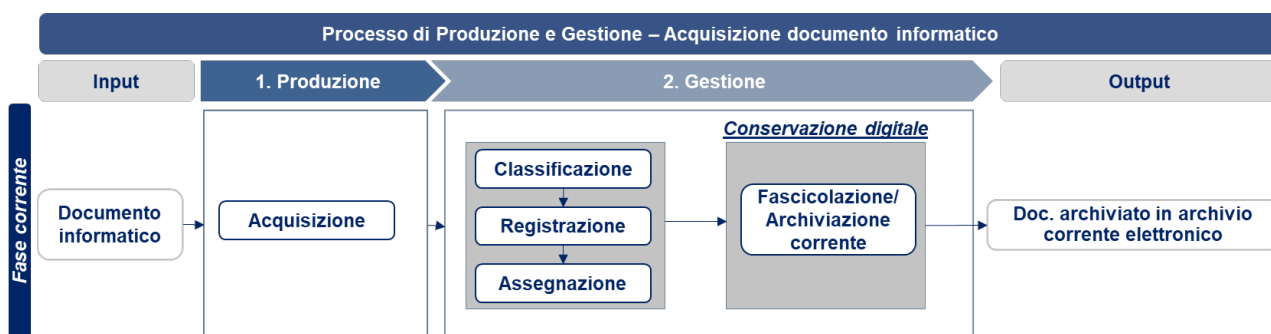 Processo di Produzione e Gestione – Acquisizione documento informatico
Input
1. Produzione
2. Gestione
Output
Fase corrente
Documento
informatico
Acquisizione
Classificazione
Registrazione
Assegnazione
Conservazione digitale
Fascicolazione/
Archiviazione
corrente
Doc. archiviato in archivio
corrente elettronico